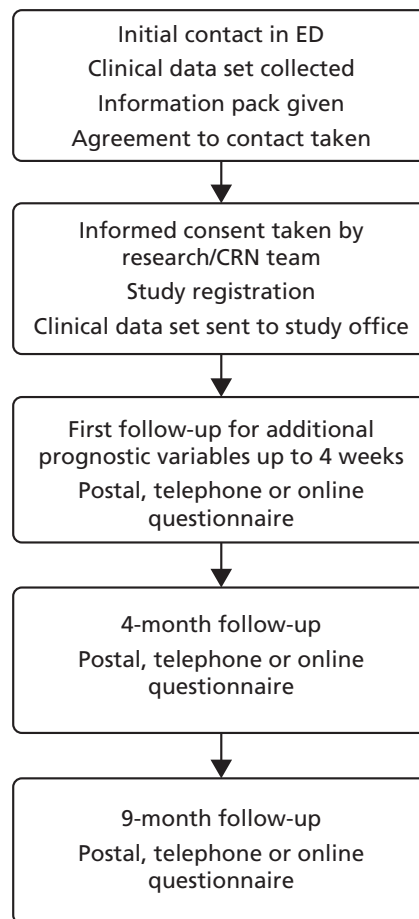 Initial contact in ED
Clinical data set collected
Information pack given
Agreement to contact taken
Informed consent taken by
research/CRN team
Study registration
Clinical data set sent to study office
First follow-up for additional
prognostic variables up to 4 weeks
Postal, telephone or online
questionnaire
4-month follow-up
Postal, telephone or online
questionnaire
9-month follow-up
Postal, telephone or online
questionnaire